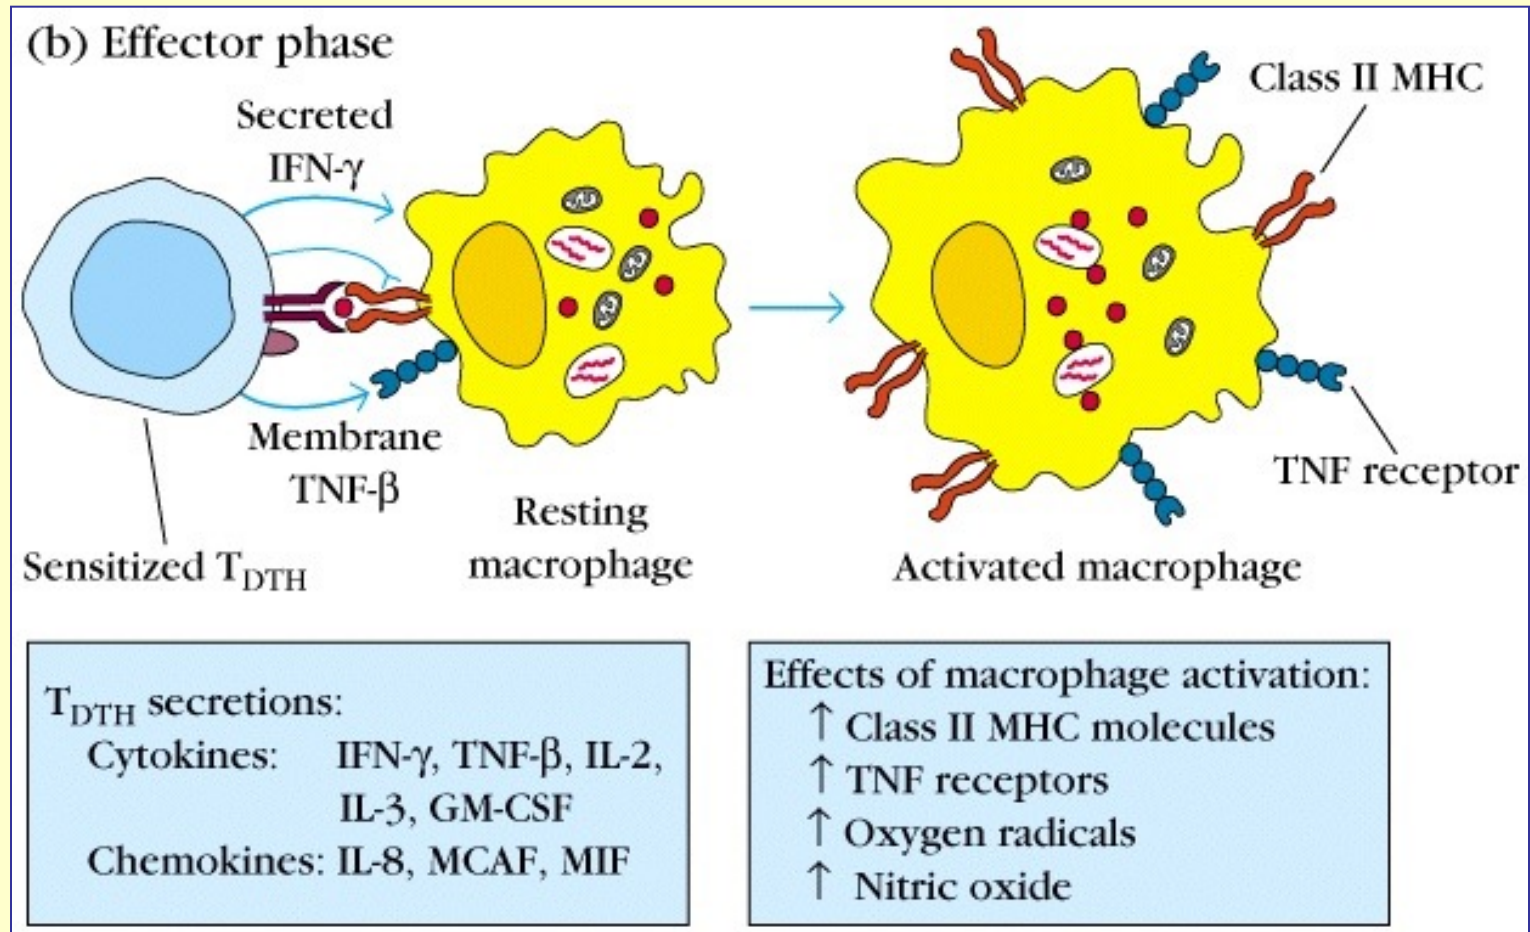 (b) Effector phase
Secreted
IFN-γ
Membrane
TNF-β
Sensitized T_DTH
Resting
macrophage
Class II MHC
TNF receptor
Activated macrophage
T_DTH secretions:
Cytokines: IFN-γ, TNF-β, IL-2,
IL-3, GM-CSF
Chemokines: IL-8, MCAF, MIF
Effects of macrophage activation:
↑ Class II MHC molecules
↑ TNF receptors
↑ Oxygen radicals
↑ Nitric oxide